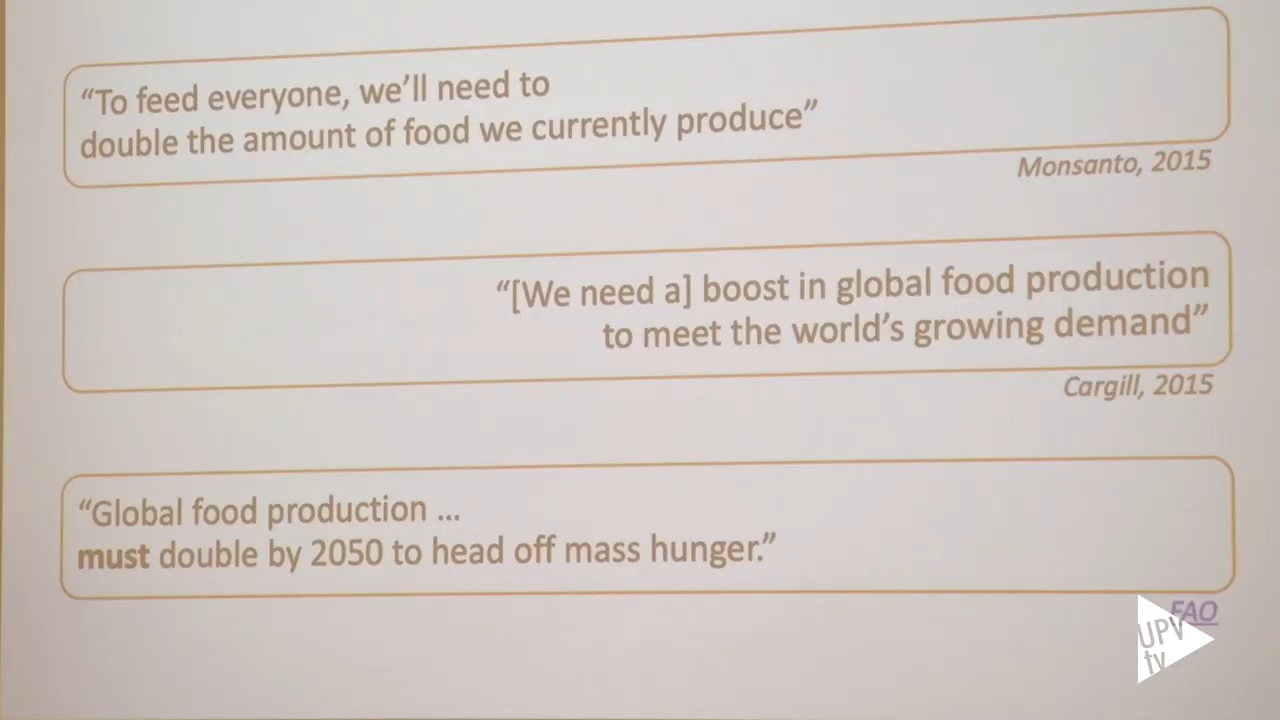 “To feed everyone, we’ll need to
double the amount of food we currently produce”
Monsanto, 2015
“[We need a] boost in global food production
to meet the world’s growing demand”
Cargill, 2015
“Global food production ...
must double by 2050 to head off mass hunger.”
FAO
UPV
tv